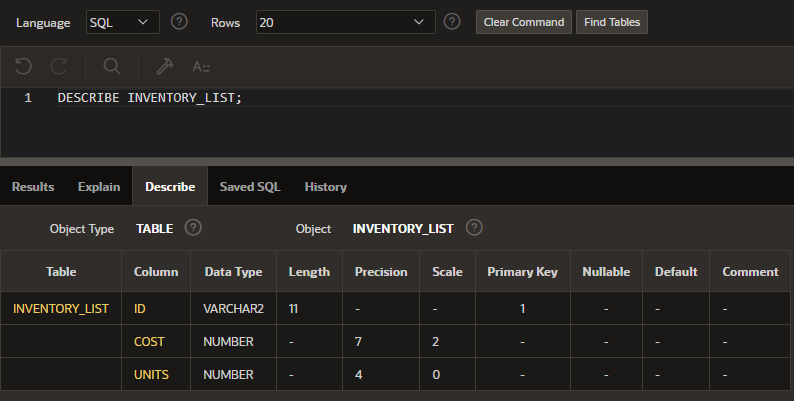 Language SQL ? Rows 20 ? Clear Command Find Tables
A::
1 DESCRIBE INVENTORY_LIST;
Results Explain Describe Saved SQL History
Object Type TABLE ? Object INVENTORY_LIST ?
Table Column Data Type Length Precision Scale Primary Key Nullable Default Comment
INVENTORY_LIST ID VARCHAR2 11 - - 1 - - -
COST NUMBER - 7 2 - - - -
UNITS NUMBER - 4 0 - - - -